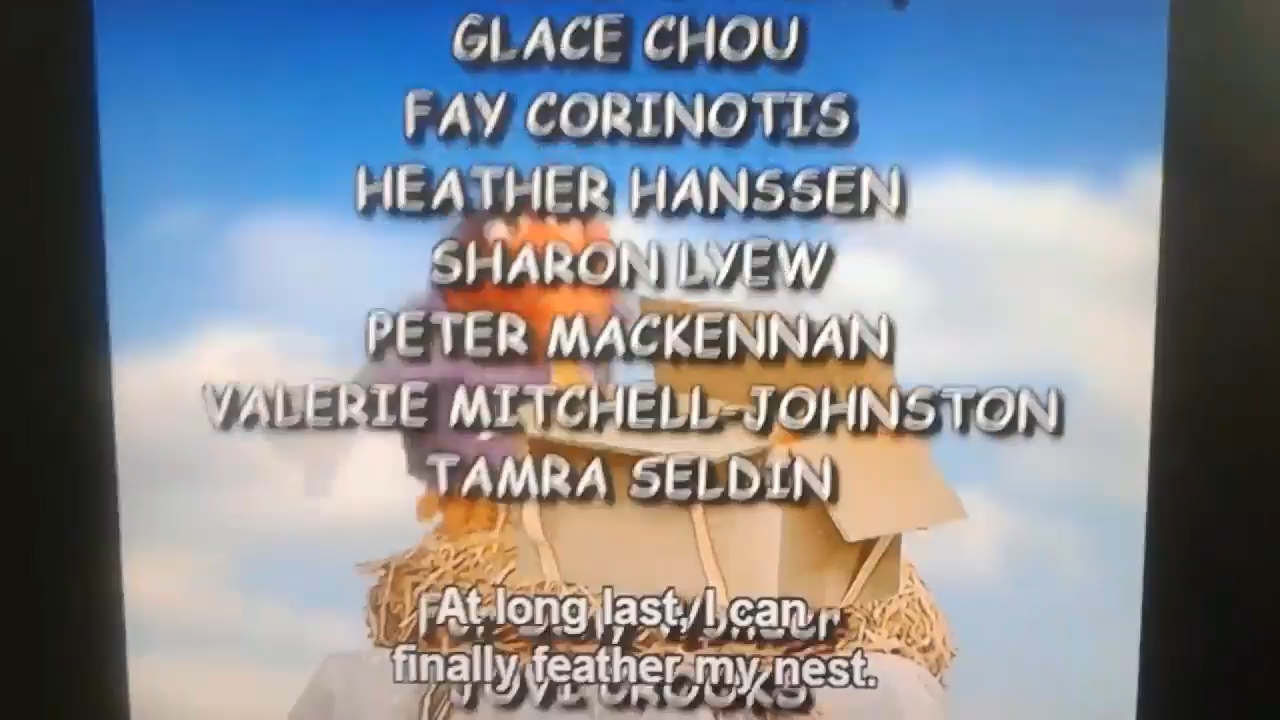 GLACE CHOU
FAY CORINOTIS
HEATHER HANSSEN
SHARON LYEW
PETER MACKENNAN
VALERIE MITCHELL-JOHNSTON
TAMRA SELDIN
At long last, I can
finally feather my nest.
CROOKS